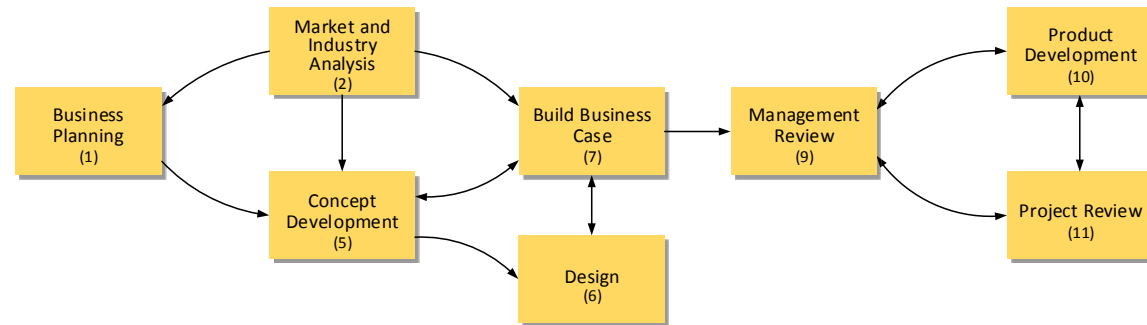 Market and
Industry
Analysis
(2)
Business
Planning
(1)
Concept
Development
(5)
Build Business
Case
(7)
Design
(6)
Management
Review
(9)
Product
Development
(10)
Project Review
(11)